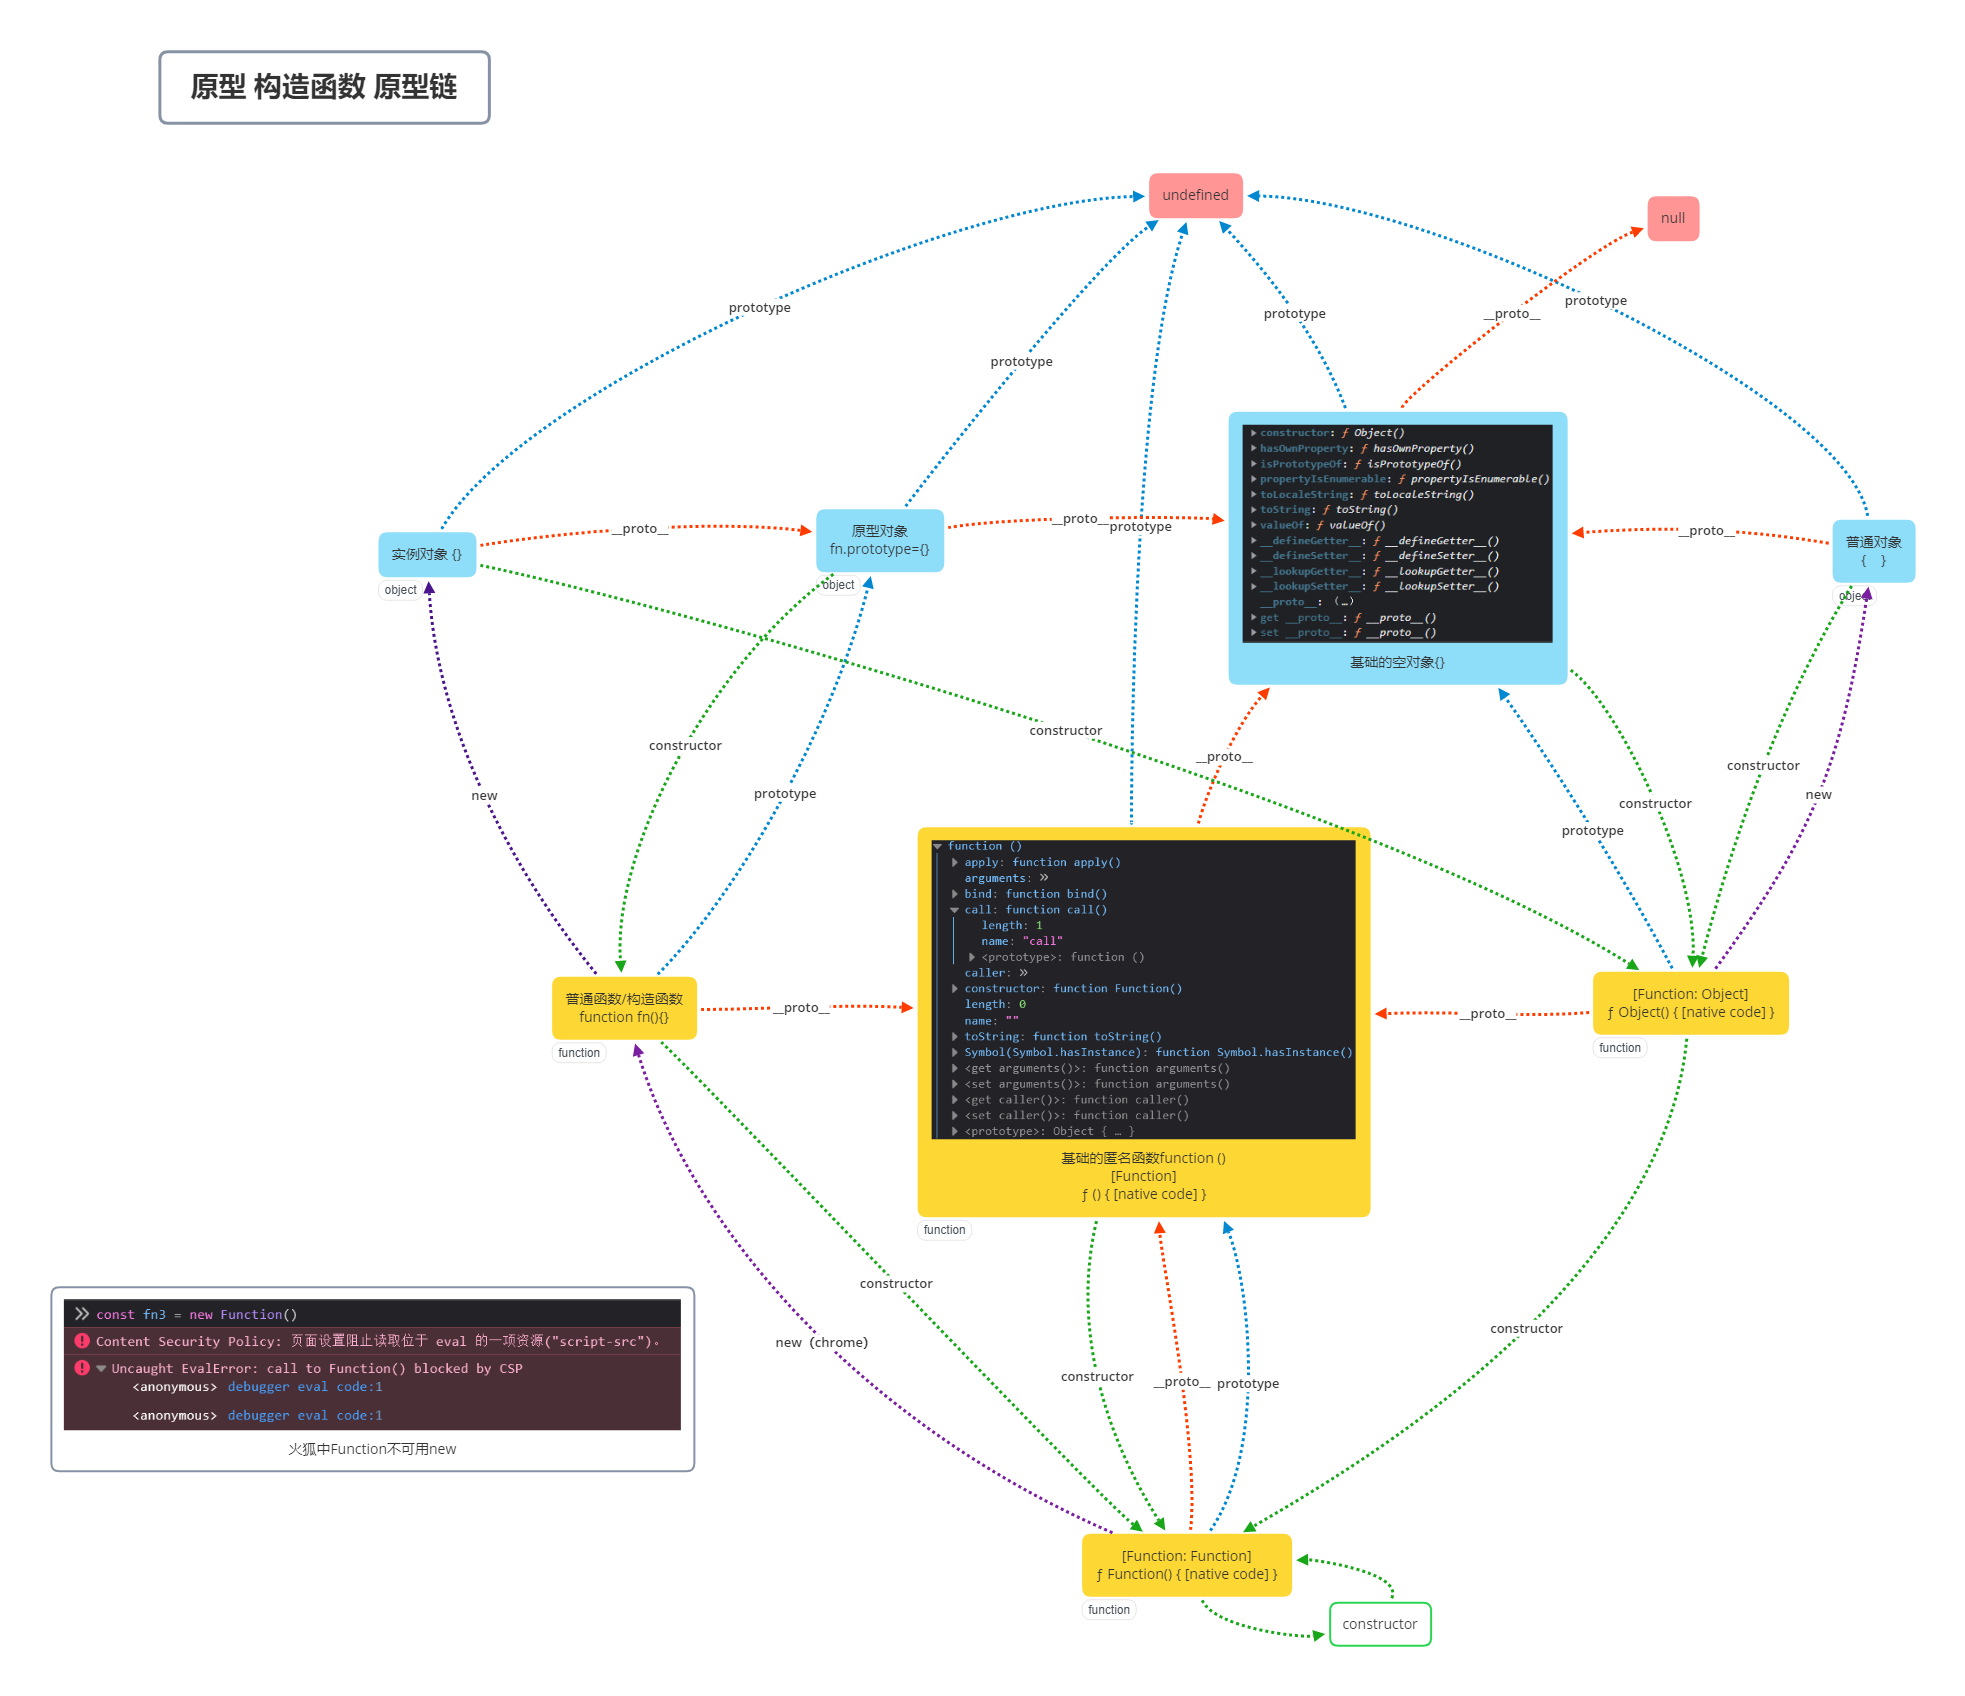 原型 构造函数 原型链
undefined
null
prototype
prototype
prototype
__proto__
prototype
constructor: ƒ Object()
hasOwnProperty: ƒ hasOwnProperty()
isPrototypeOf: ƒ isPrototypeOf()
propertyIsEnumerable: ƒ propertyIsEnumerable()
toLocaleString: ƒ toLocaleString()
toString: ƒ toString()
valueOf: ƒ valueOf()
__defineGetter__: ƒ __defineGetter__()
__defineSetter__: ƒ __defineSetter__()
__lookupGetter__: ƒ __lookupGetter__()
__lookupSetter__: ƒ __lookupSetter__()
__proto__: (…)
get __proto__: ƒ __proto__()
set __proto__: ƒ __proto__()
基础的空对象{}
实例对象 {}
object
__proto__
原型对象
fn.prototype={}
object
__proto__
prototype
__proto__
普通对象
{ }
object
constructor
constructor
prototype
new
__proto__
constructor
new
constructor
prototype
function ()
apply: function apply()
arguments: »
bind: function bind()
call: function call()
length: 1
name: "call"
<prototype>: function ()
caller: »
constructor: function Function()
length: 0
name: ""
toString: function toString()
Symbol(Symbol.hasInstance): function Symbol.hasInstance()
<get arguments()>: function arguments()
<set arguments()>: function arguments()
<get caller()>: function caller()
<set caller()>: function caller()
<prototype>: Object { … }
基础的匿名函数function ()
[Function]
ƒ () { [native code] }
function
普通函数/构造函数
function fn(){}
function
__proto__
__proto__
[Function: Object]
ƒ Object() { [native code] }
function
constructor
new (chrome)
constructor
__proto__
prototype
constructor
» const fn3 = new Function()
Content Security Policy: 页面设置阻止读取位于 eval 的一项资源("script-src")。
Uncaught EvalError: call to Function() blocked by CSP
<anonymous> debugger eval code:1
<anonymous> debugger eval code:1
火狐中Function不可用new
[Function: Function]
ƒ Function() { [native code] }
function
constructor